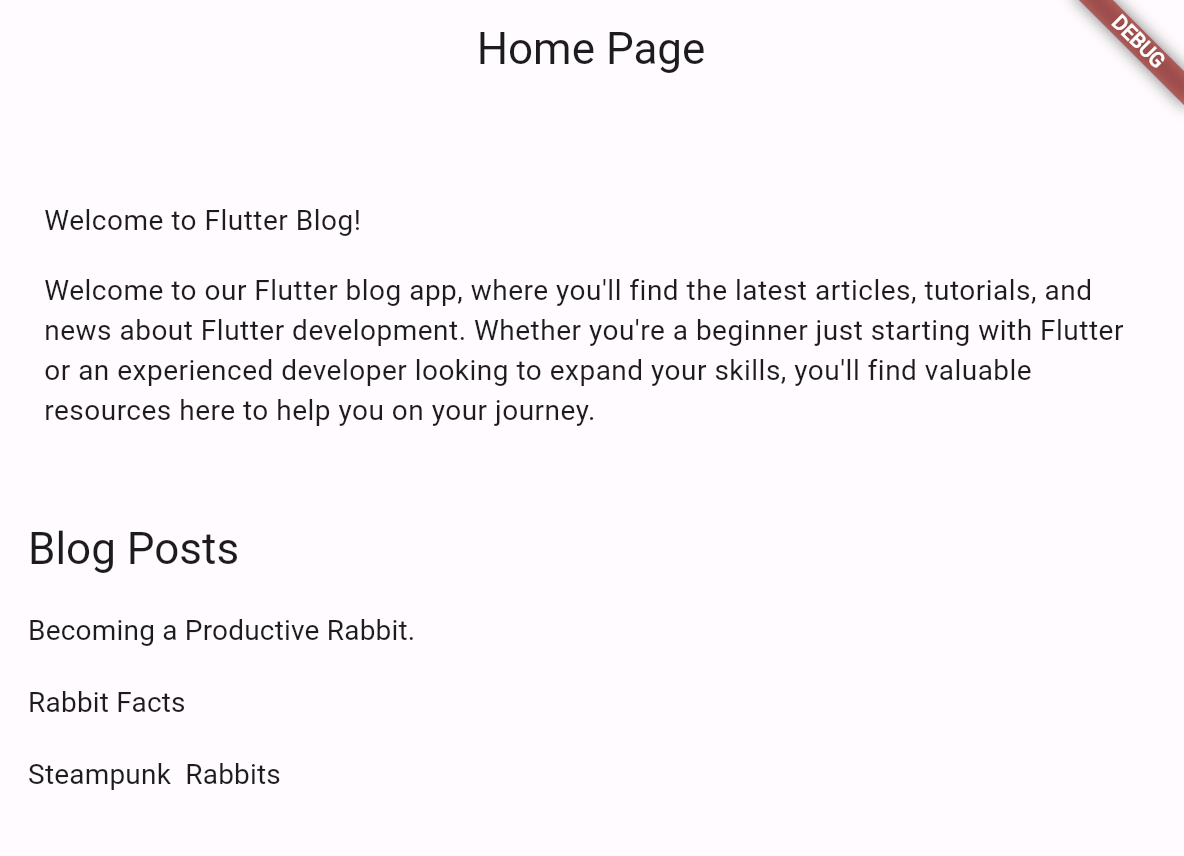 Home Page
DEBUG
Welcome to Flutter Blog!
Welcome to our Flutter blog app, where you'll find the latest articles, tutorials, and
news about Flutter development. Whether you're a beginner just starting with Flutter
or an experienced developer looking to expand your skills, you'll find valuable
resources here to help you on your journey.
Blog Posts
Becoming a Productive Rabbit.
Rabbit Facts
Steampunk  Rabbits